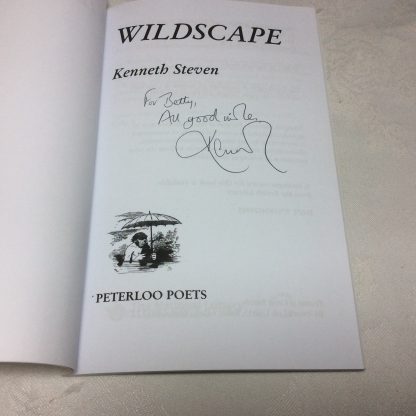 WILDSCAPE
Kenneth Steven
For Betty,
All good wishes,
PETERLOO POETS